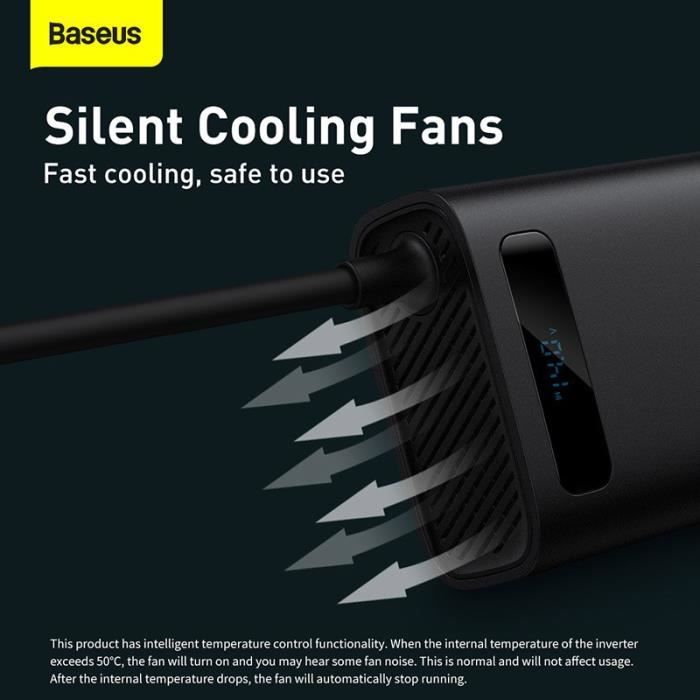 Baseus
Silent Cooling Fans
Fast cooling, safe to use
This product has intelligent temperature control functionality. When the internal temperature of the inverter
exceeds 50°C, the fan will turn on and you may hear some fan noise. This is normal and will not affect usage.
After the internal temperature drops, the fan will automatically stop running.